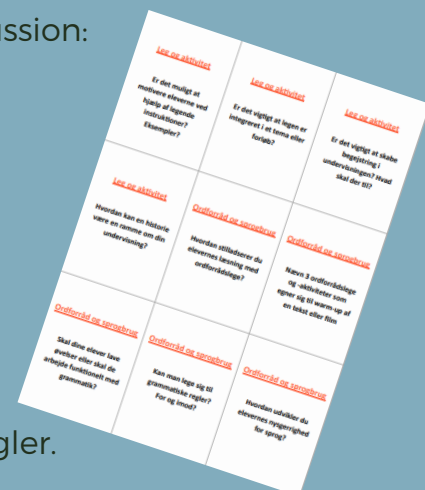 ssion:
Leg og aktivitet
Er det muligt at
motivere eleverne ved
hjælp af legende
instruktioner?
Eksempler?
Leg og aktivitet
Er det vigtigt at legen er
integreret i et tema eller
forløb?
Leg og aktivitet
Er det vigtigt at skabe
begejstring i
undervisningen? Hvad
skal der til?
Leg og aktivitet
Hvordan kan en historie
være en ramme om din
undervisning?
Ordforråd og sprogbrug
Hvordan stilladserer du
elevernes læsning med
ordforrådslege?
Ordforråd og sprogbrug
Nævn 3 ordforrådslege
og -aktiviteter som
egner sig til warm-up af
en tekst eller film
Ordforråd og sprogbrug
Skal dine elever lave
øvelser eller skal de
arbejde funktionelt med
grammatik?
Ordforråd og sprogbrug
Kan man lege sig til
grammatiske regler?
For og imod?
Ordforråd og sprogbrug
Hvordan udvikler du
elevernes nysgerrighed
for sprog?
gler.